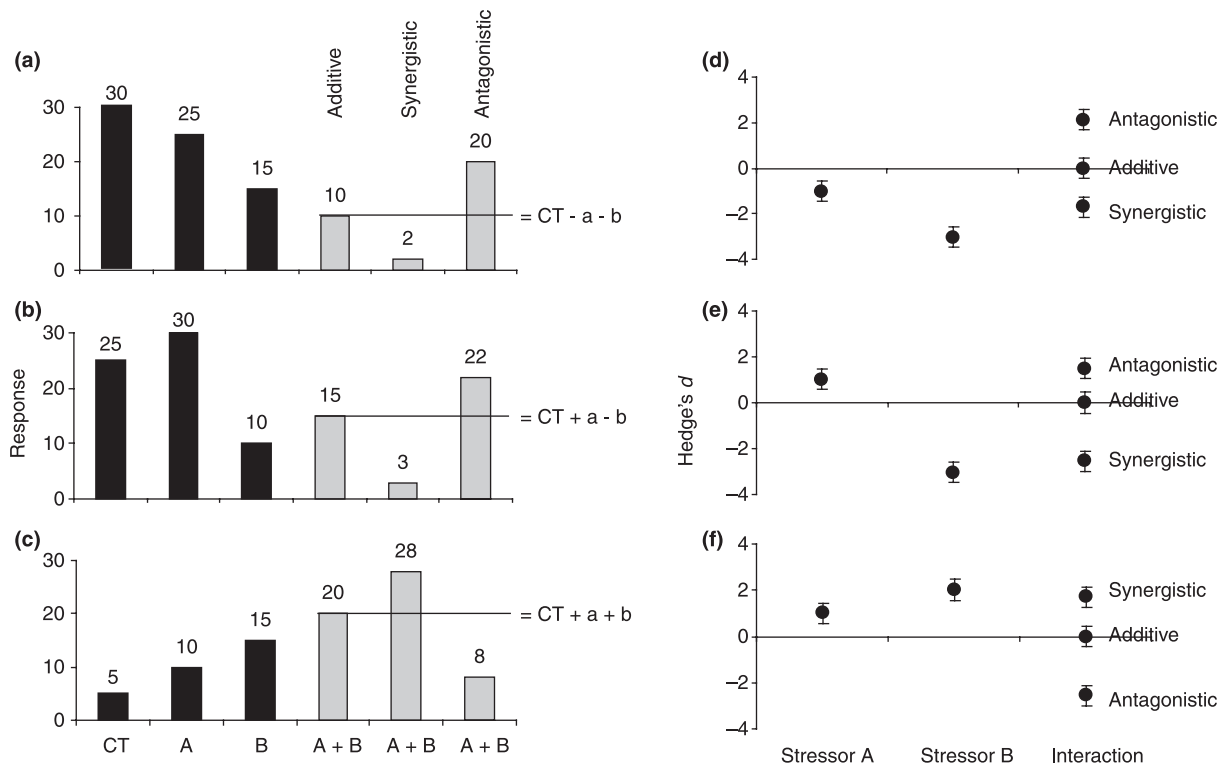 (a)
Additive
Synergistic
Antagonistic
30
20
10
0
30
25
15
10
2
20
= CT - a - b
(b)
Response
30
20
10
0
25
30
10
15
3
22
= CT + a - b
(c)
30
20
10
0
5
10
15
20
28
8
= CT + a + b
CT A B A + B A + B A + B
(d)
4
2
0
–2
–4
Antagonistic
Additive
Synergistic
(e)
Hedge's d
4
2
0
–2
–4
Antagonistic
Additive
Synergistic
(f)
4
2
0
–2
–4
Synergistic
Additive
Antagonistic
Stressor A Stressor B Interaction